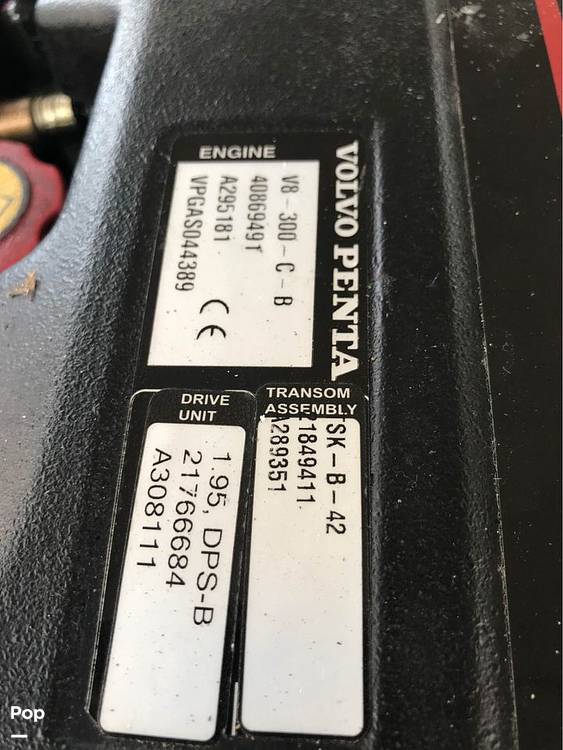 VOLVO PENTA
ENGINE
V8-300-C-B
40869491
A295181
VPGAS044389
CE
TRANSOM
ASSEMBLY
SK-B-42
1849411
A289351
DRIVE
UNIT
1.95, DPS-B
21766684
A308111
Pop